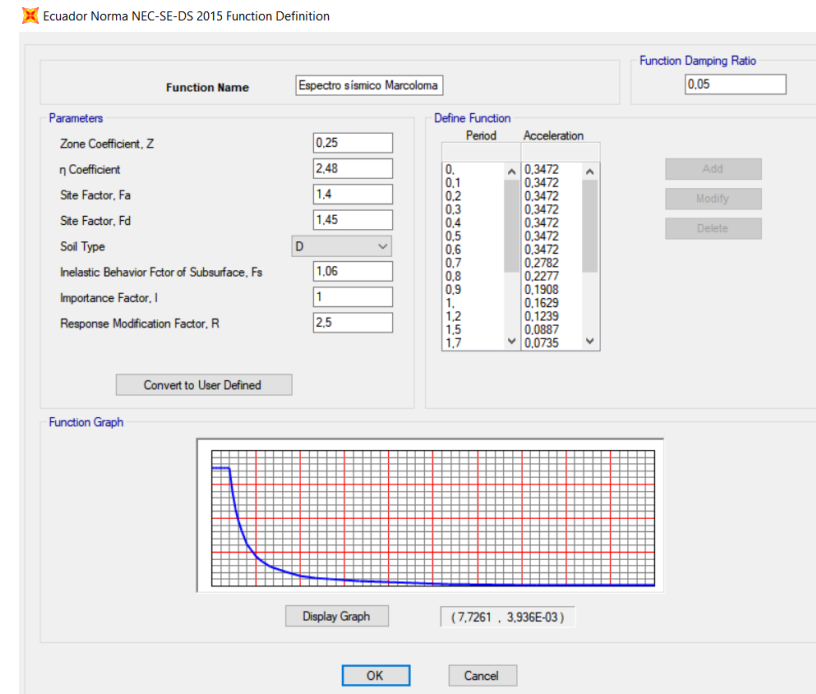 Ecuador Norma NEC-SE-DS 2015 Function Definition
Function Name
Espectro sísmico Marcoloma
Function Damping Ratio
0,05
Parameters
Zone Coefficient, Z
0,25
η Coefficient
2,48
Site Factor, Fa
1,4
Site Factor, Fd
1,45
Soil Type
D
Inelastic Behavior Fctor of Subsurface, Fs
1,06
Importance Factor, I
1
Response Modification Factor, R
2,5
Convert to User Defined
Define Function
Period Acceleration
0, 0,3472
0,1 0,3472
0,2 0,3472
0,3 0,3472
0,4 0,3472
0,5 0,3472
0,6 0,3472
0,7 0,2782
0,8 0,2277
0,9 0,1908
1, 0,1629
1,2 0,1239
1,5 0,0887
1,7 0,0735
Add
Modify
Delete
Function Graph
Display Graph
(7,7261 , 3,936E-03)
OK
Cancel